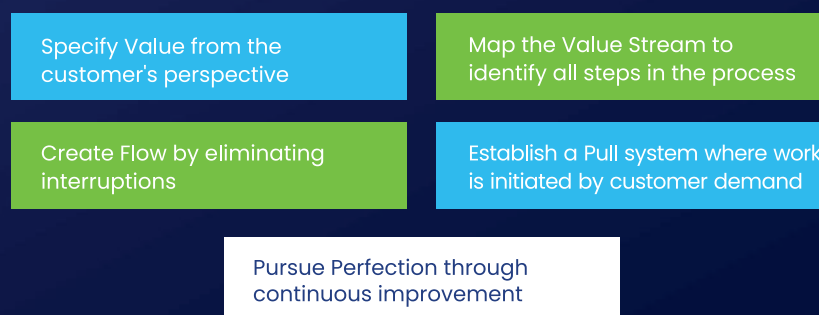 Specify Value from the
customer's perspective
Map the Value Stream to
identify all steps in the process
Create Flow by eliminating
interruptions
Establish a Pull system where work
is initiated by customer demand
Pursue Perfection through
continuous improvement